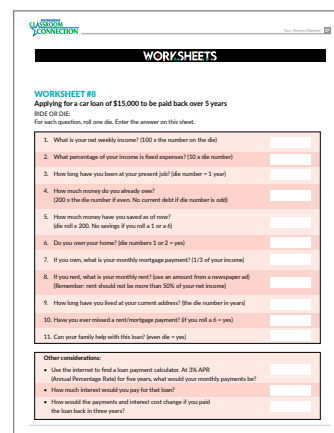 CLASSROOM
CONNECTION
Your Money Matters!
WORKSHEETS
WORKSHEET #8
Applying for a car loan of $15,000 to be paid back over 5 years
RIDE OR DIE:
For each question, roll one die. Enter the answer on this sheet.
1. What is your net weekly income? (100 x the number on the die)
2. What percentage of your income is fixed expenses? (10 x die number)
3. How long have you been at your present job? (die number = 1 year)
4. How much money do you already owe?
(200 x the die number if even. No current debt if die number is odd)
5. How much money have you saved as of now?
(die roll x 200. No savings if you roll a 1 or a 6)
6. Do you own your home? (die numbers 1 or 2 = yes)
7. If you own, what is your monthly mortgage payment? (1/3 of your income)
8. If you rent, what is your monthly rent? (use an amount from a newspaper ad)
(Remember: rent should not be more than 50% of your net income)
9. How long have you lived at your current address? (the die number in years)
10. Have you ever missed a rent/mortgage payment? (if you roll a 6 = yes)
11. Can your family help with this loan? (even die = yes)
Other considerations:
• Use the internet to find a loan payment calculator. At 3% APR
(Annual Percentage Rate) for five years, what would your monthly payments be?
• How much interest would you pay for that loan?
• How would the payments and interest cost change if you paid
the loan back in three years?